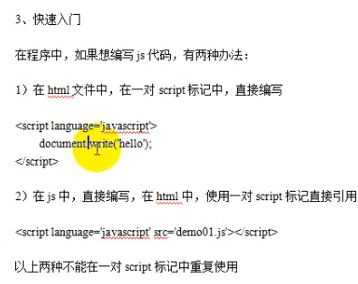 3、快速入门
在程序中，如果想编写 js 代码，有两种办法：
1）在 html 文件中，在一对 script 标记中，直接编写
<script language='javascript'>
document.write('hello');
</script>
2）在 js 中，直接编写，在 html 中，使用一对 script 标记直接引用
<script language='javascript' src='demo01.js'></script>
以上两种不能在一对 script 标记中重复使用